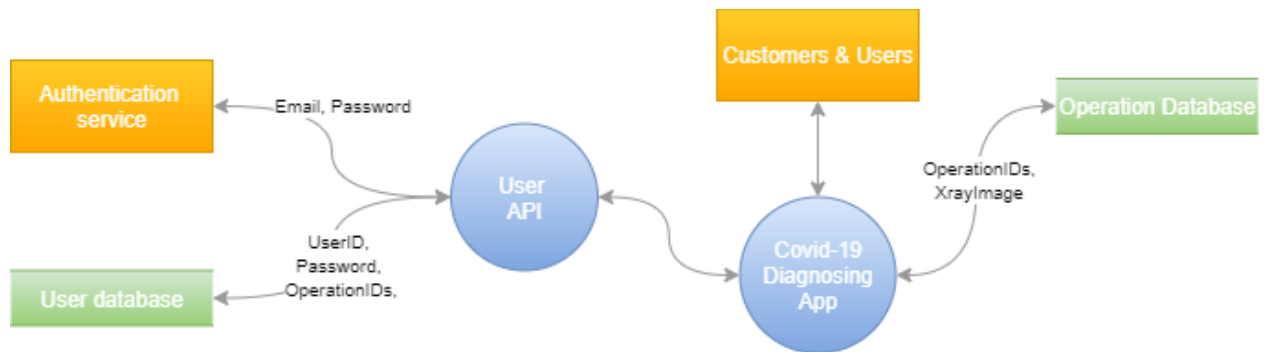 Authentication
service
Email, Password
User
API
UserID,
Password,
OperationIDs,
User database
Customers & Users
Covid-19
Diagnosing
App
OperationIDs,
XrayImage
Operation Database